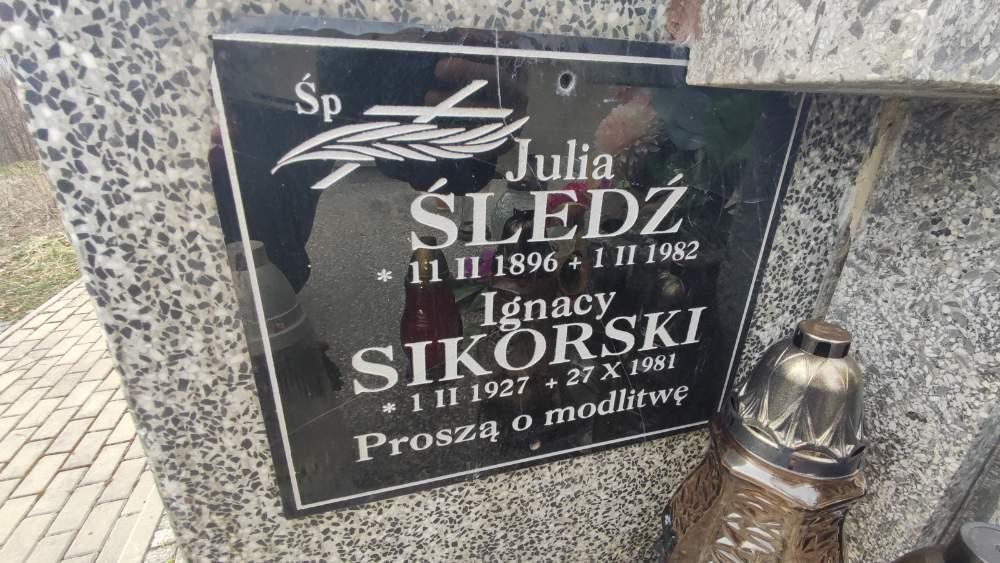 Śp
Julia
ŚLEDŹ
* 11 II 1896 + 1 II 1982
Ignacy
SIKORSKI
* 1 II 1927 + 27 X 1981
Proszą o modlitwę